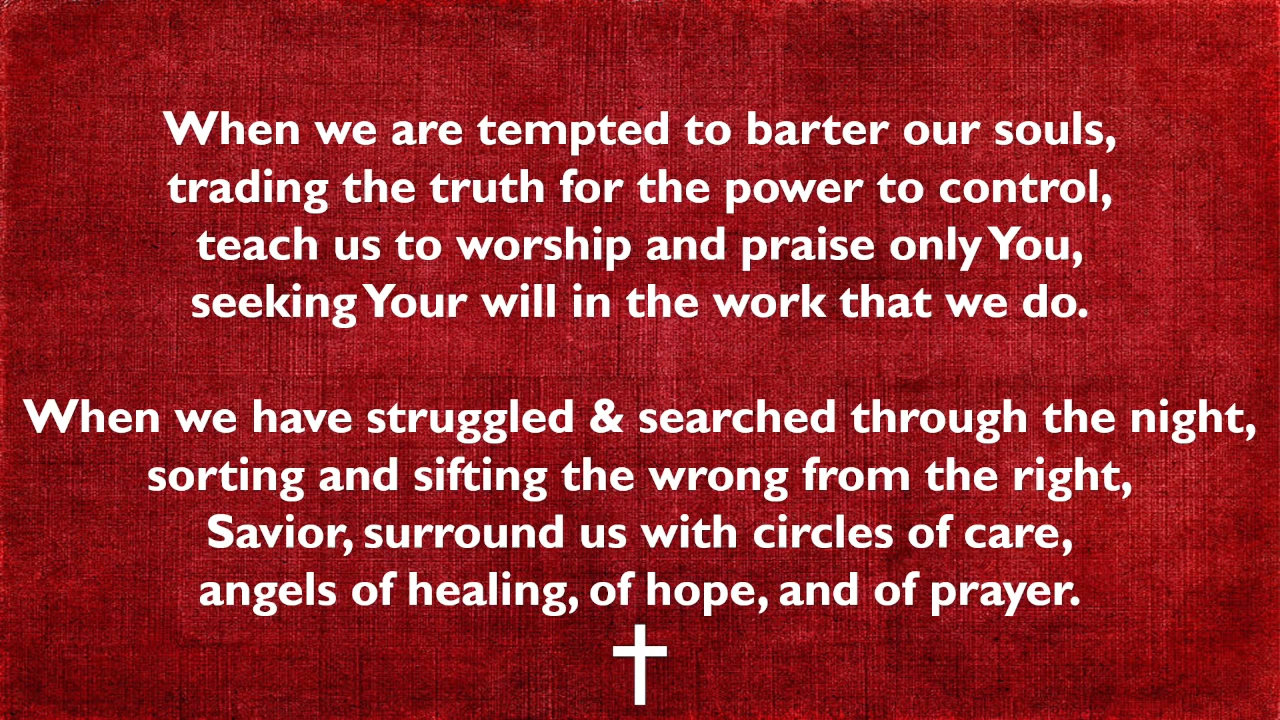 When we are tempted to barter our souls,
trading the truth for the power to control,
teach us to worship and praise only You,
seeking Your will in the work that we do.
When we have struggled & searched through the night,
sorting and sifting the wrong from the right,
Savior, surround us with circles of care,
angels of healing, of hope, and of prayer.